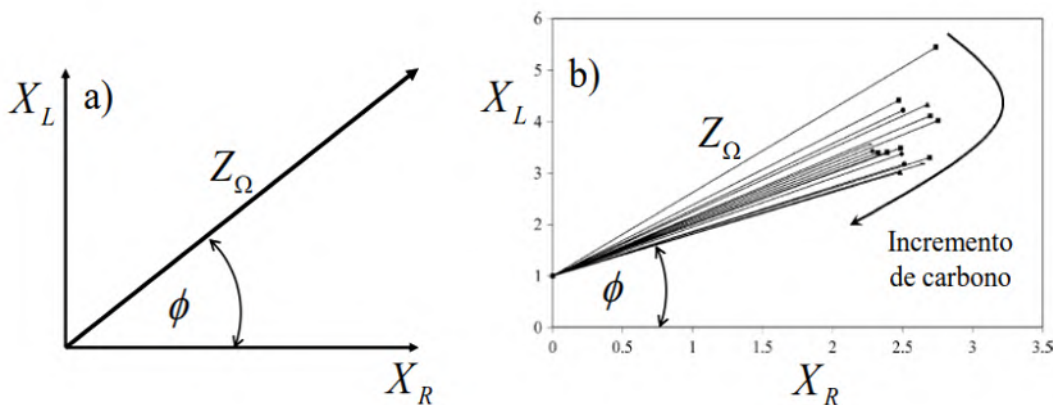 a)
X_L
Z_Ω
ϕ
X_R
b)
6
5
4
3
2
1
0
X_L
Z_Ω
ϕ
Incremento
de carbono
0 0.5 1 1.5 2 2.5 3 3.5
X_R